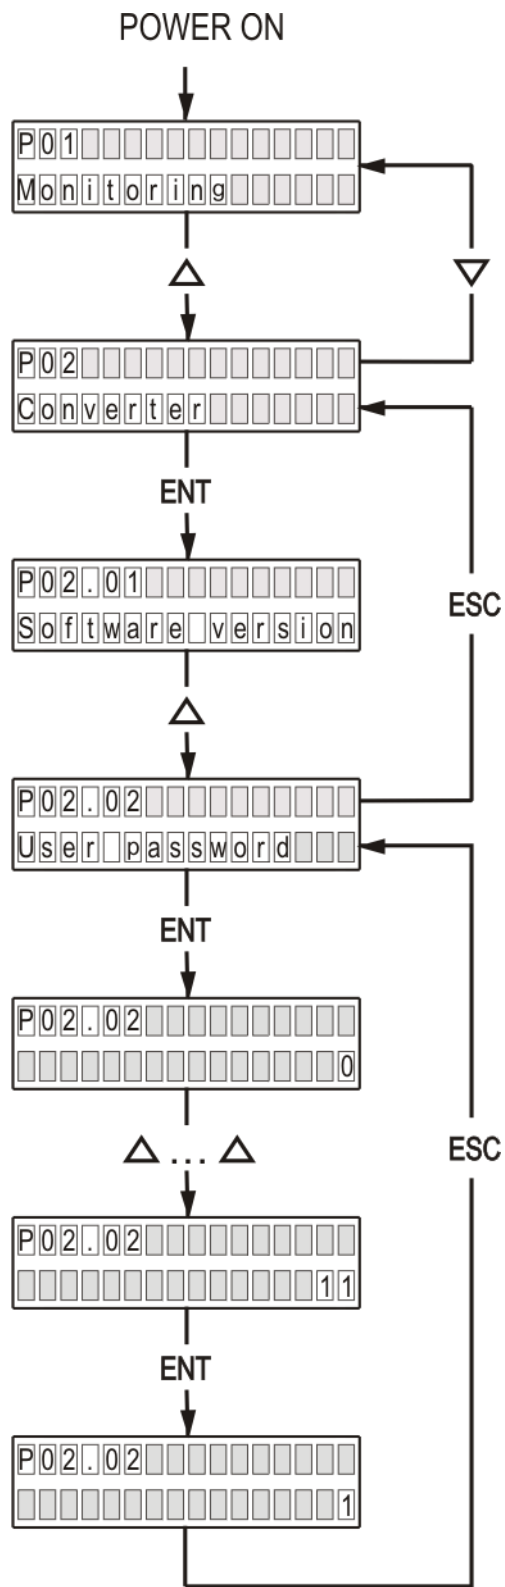 POWER ON
P01
Monitoring
△
▽
P02
Converter
ENT
P02.01
Software version
ESC
△
P02.02
User password
ENT
P02.02
0
△ ... △
ESC
P02.02
11
ENT
P02.02
1